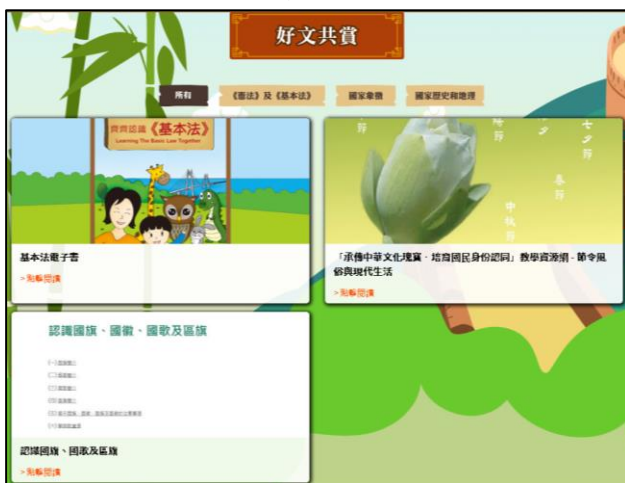 好文共賞
所有
《憲法》及《基本法》
國家象徵
國家歷史和地理
齊齊認識《基本法》
Learning The Basic Law Together
基本法電子書
> 點擊閱讀
七夕
節
春節
中秋節
「承傳中華文化瑰寶．培育國民身份認同」教學資源網 - 節令風
俗與現代生活
> 點擊閱讀
認識國旗、國徽、國歌及區旗
認識國旗、國歌及區旗
> 點擊閱讀